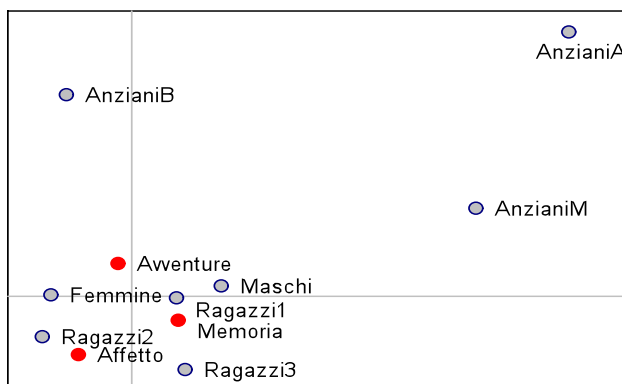 AnzianiA
AnzianiB
AnzianiM
Avventure
Maschi
Femmine
Ragazzi1
Memoria
Ragazzi2
Affetto
Ragazzi3